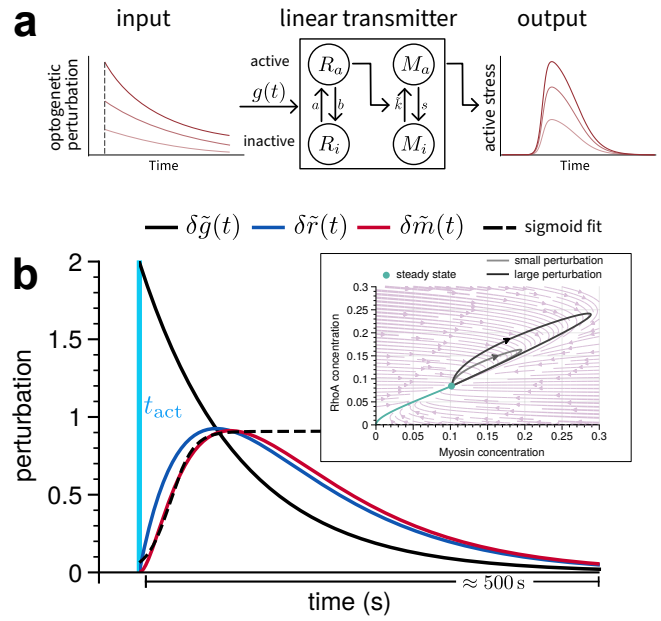 a
input
linear transmitter
output
optogenetic
perturbation
Time
g(t)
active
inactive
R_a
M_a
a
b
k̃
s
R_i
M_i
active stress
Time
δg̃(t)
δr̃(t)
δm̃(t)
sigmoid fit
b
perturbation
2
1.5
1
0.5
0
t_act
time (s)
≈ 500 s
steady state
small perturbation
large perturbation
RhoA concentration
0.3
0.25
0.2
0.15
0.1
0.05
0
0
0.05
0.1
0.15
0.2
0.25
0.3
Myosin concentration